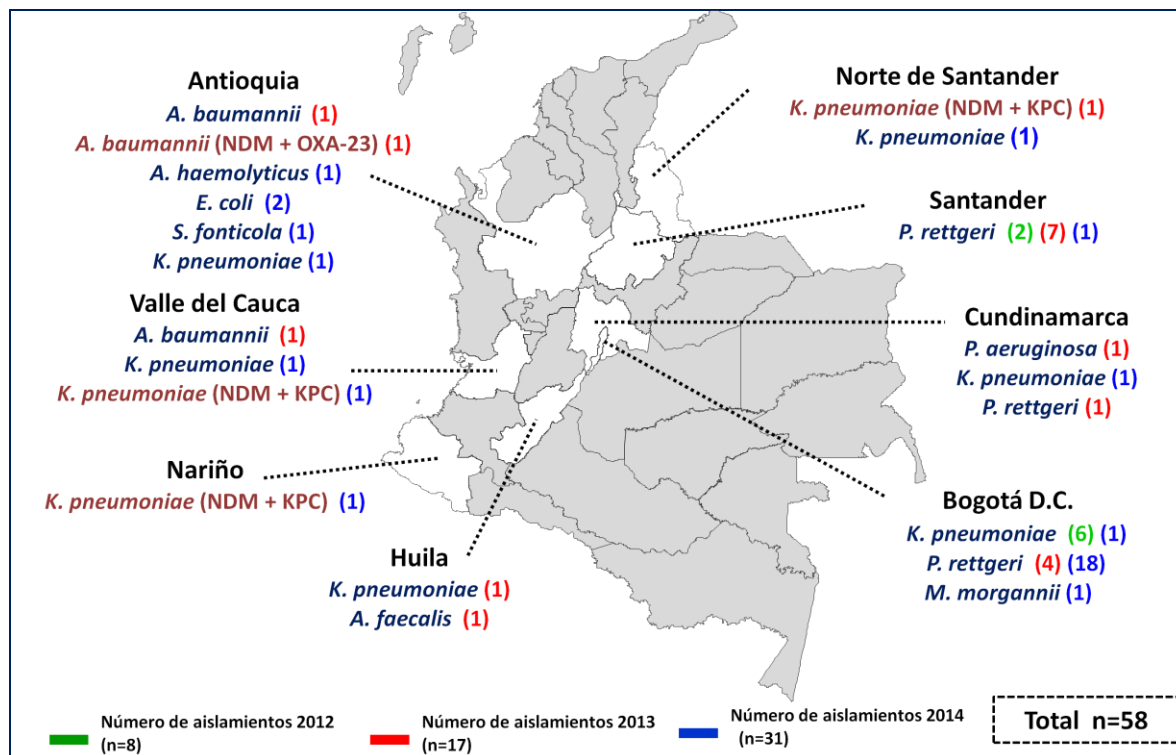 Antioquia
A. baumannii (1)
A. baumannii (NDM + OXA-23) (1)
A. haemolyticus (1)
E. coli (2)
S. fonticola (1)
K. pneumoniae (1)
Valle del Cauca
A. baumannii (1)
K. pneumoniae (1)
K. pneumoniae (NDM + KPC) (1)
Nariño
K. pneumoniae (NDM + KPC) (1)
Huila
K. pneumoniae (1)
A. faecalis (1)
Norte de Santander
K. pneumoniae (NDM + KPC) (1)
K. pneumoniae (1)
Santander
P. rettgeri (2) (7) (1)
Cundinamarca
P. aeruginosa (1)
K. pneumoniae (1)
P. rettgeri (1)
Bogotá D.C.
K. pneumoniae (6) (1)
P. rettgeri (4) (18)
M. morgannii (1)
Número de aislamientos 2012
(n=8)
Número de aislamientos 2013
(n=17)
Número de aislamientos 2014
(n=31)
Total n=58